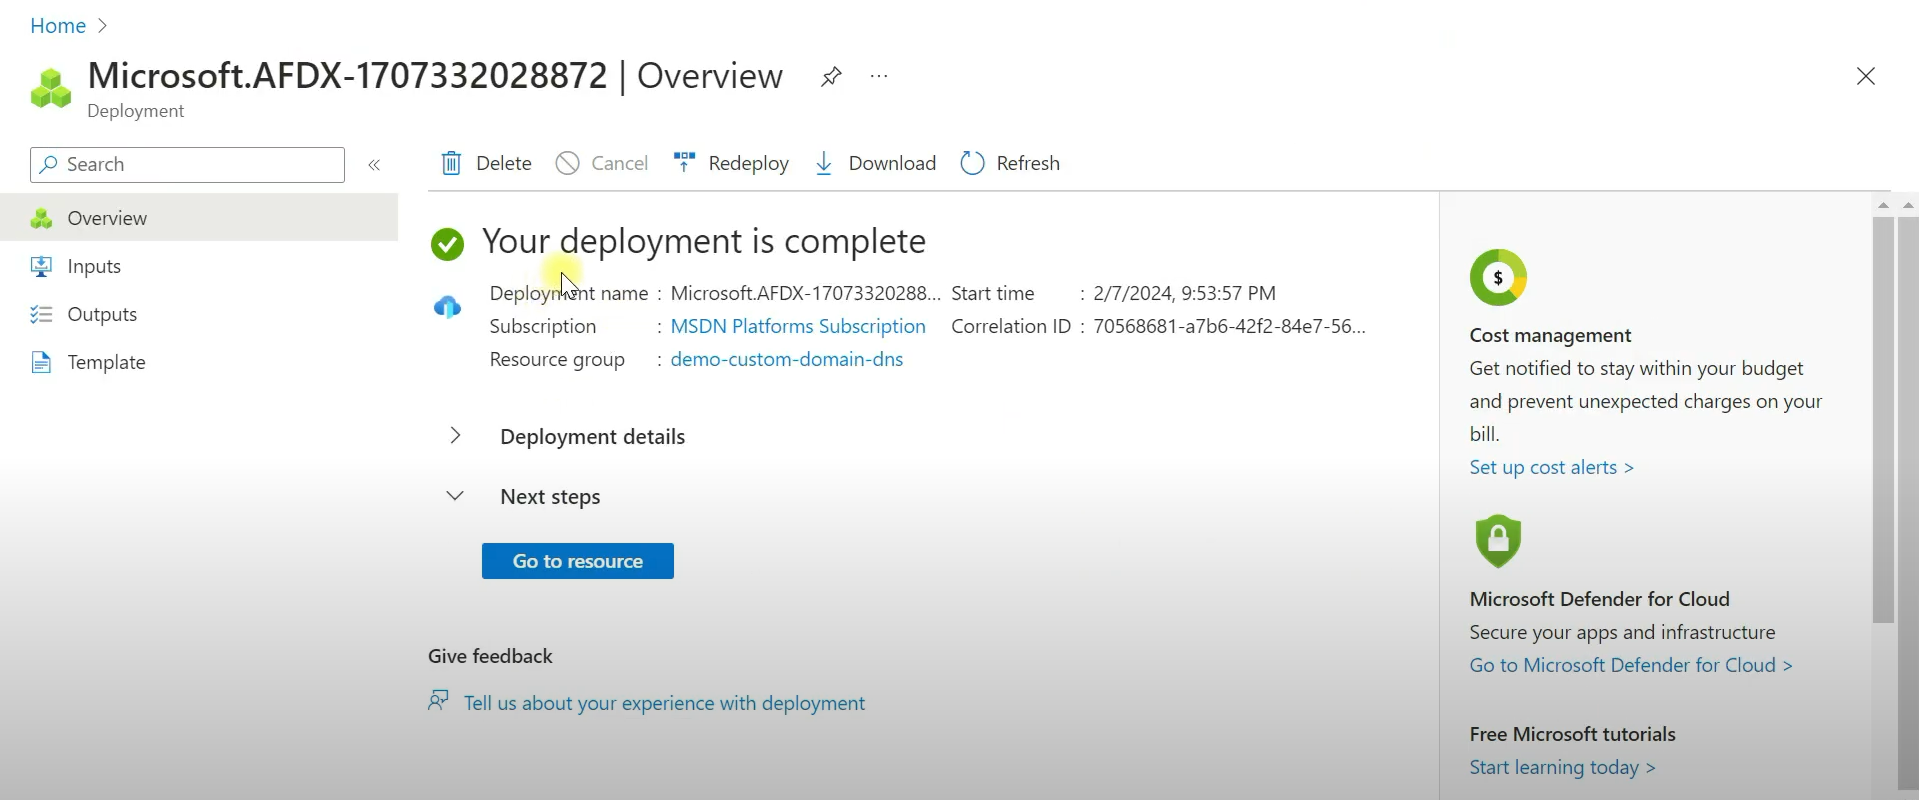 Home >
Microsoft.AFDX-1707332028872 | Overview ...
Deployment
Search «
Delete Cancel Redeploy Download Refresh
Overview
Inputs
Outputs
Template
Your deployment is complete
Deployment name : Microsoft.AFDX-17073320288... Start time : 2/7/2024, 9:53:57 PM
Subscription : MSDN Platforms Subscription Correlation ID : 70568681-a7b6-42f2-84e7-56...
Resource group : demo-custom-domain-dns
Deployment details
Next steps
Go to resource
Give feedback
Tell us about your experience with deployment
$
Cost management
Get notified to stay within your budget
and prevent unexpected charges on your
bill.
Set up cost alerts >
Microsoft Defender for Cloud
Secure your apps and infrastructure
Go to Microsoft Defender for Cloud >
Free Microsoft tutorials
Start learning today >